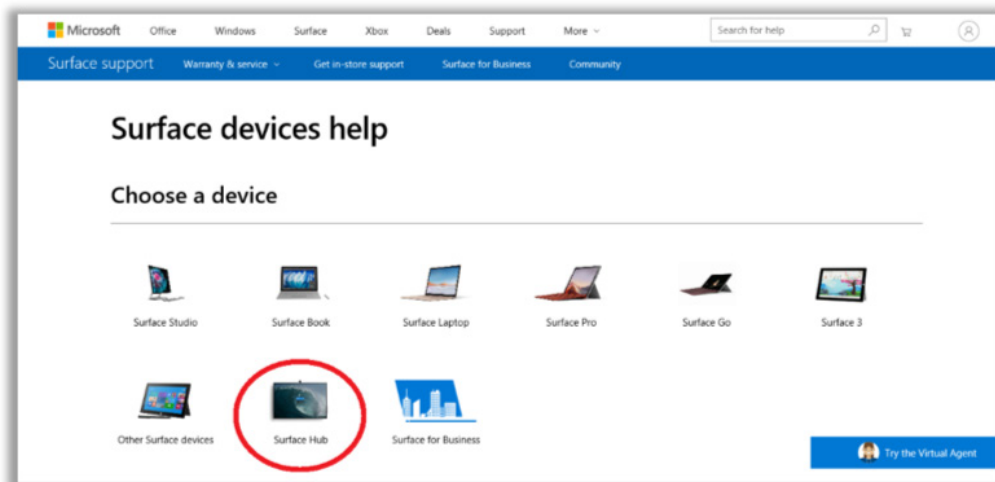 Microsoft Office Windows Surface Xbox Deals Support More Search for help
Surface support Warranty & service Get in-store support Surface for Business Community
Surface devices help
Choose a device
Surface Studio Surface Book Surface Laptop Surface Pro Surface Go Surface 3
Other Surface devices Surface Hub Surface for Business
Try the Virtual Agent